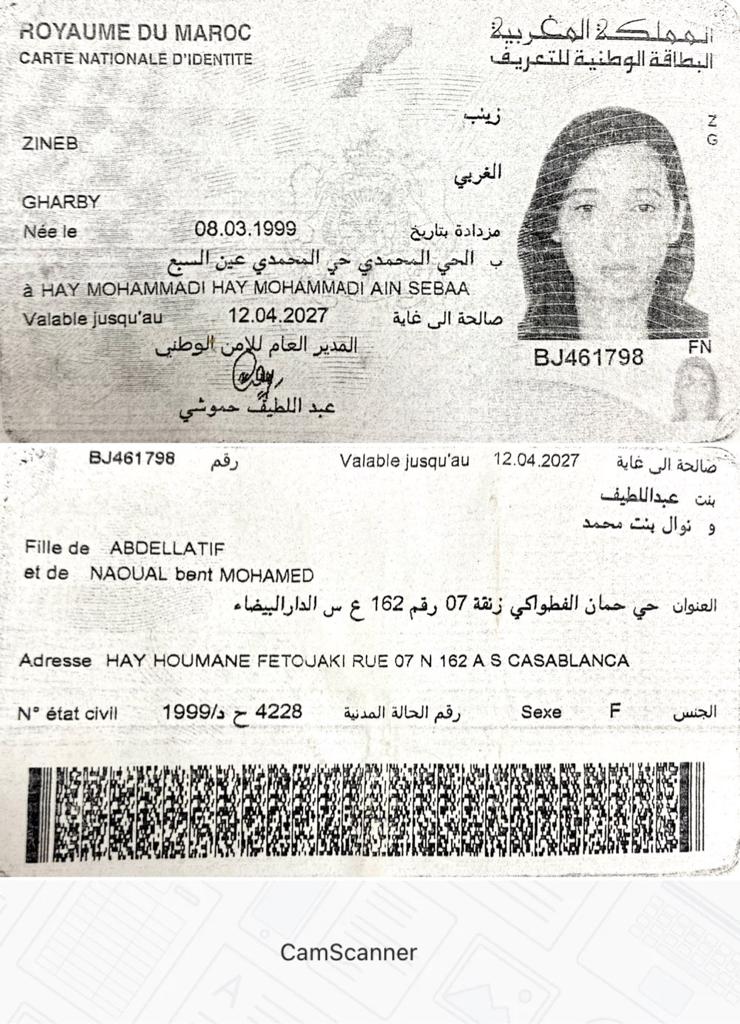 ROYAUME DU MAROC
المملكة المغربية
CARTE NATIONALE D'IDENTITE
البطاقة الوطنية للتعريف
زينب
Z
G
ZINEB
الغربي
GHARBY
Née le 08.03.1999 مزدادة بتاريخ
ب الحي المحمدي حي المحمدي عين السبع
à HAY MOHAMMADI HAY MOHAMMADI AIN SEBAA
Valable jusqu'au 12.04.2027 صالحة الى غاية
المدير العام للامن الوطني
BJ461798
FN
عبد اللطيف حموشي
BJ461798 رقم Valable jusqu'au 12.04.2027 صالحة الى غاية
بنت عبداللطيف
و نوال بنت محمد
Fille de ABDELLATIF
et de NAOUAL bent MOHAMED
العنوان حي حمان الفطواكي زنقة 07 رقم 162 ع س الدارالبيضاء
Adresse HAY HOUMANE FETOUAKI RUE 07 N 162 A S CASABLANCA
N° état civil 4228 ح د/1999 رقم الحالة المدنية Sexe F الجنس
CamScanner